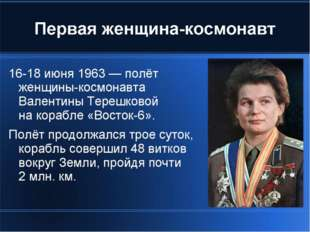 Первая женщина-космонавт
16-18 июня 1963 — полёт
женщины-космонавта
Валентины Терешковой
на корабле «Восток-6».
Полёт продолжался трое суток,
корабль совершил 48 витков
вокруг Земли, пройдя почти
2 млн. км.